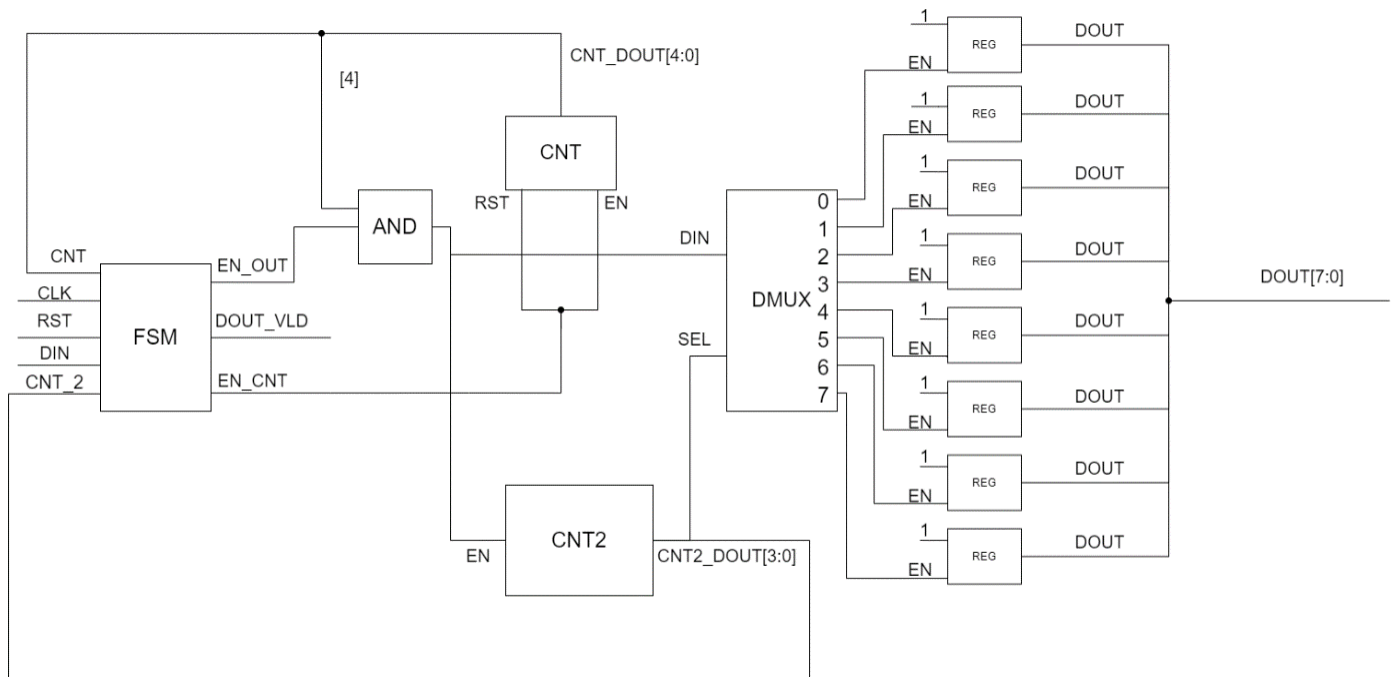 CNT_DOUT[4:0]
[4]
CNT
RST
EN
AND
CNT
CLK
RST
DIN
CNT_2
FSM
EN_OUT
DOUT_VLD
EN_CNT
DIN
SEL
DMUX
0
1
2
3
4
5
6
7
EN
CNT2
CNT2_DOUT[3:0]
1
EN
REG
DOUT
1
EN
REG
DOUT
1
EN
REG
DOUT
1
EN
REG
DOUT
1
EN
REG
DOUT
1
EN
REG
DOUT
1
EN
REG
DOUT
1
EN
REG
DOUT
DOUT[7:0]